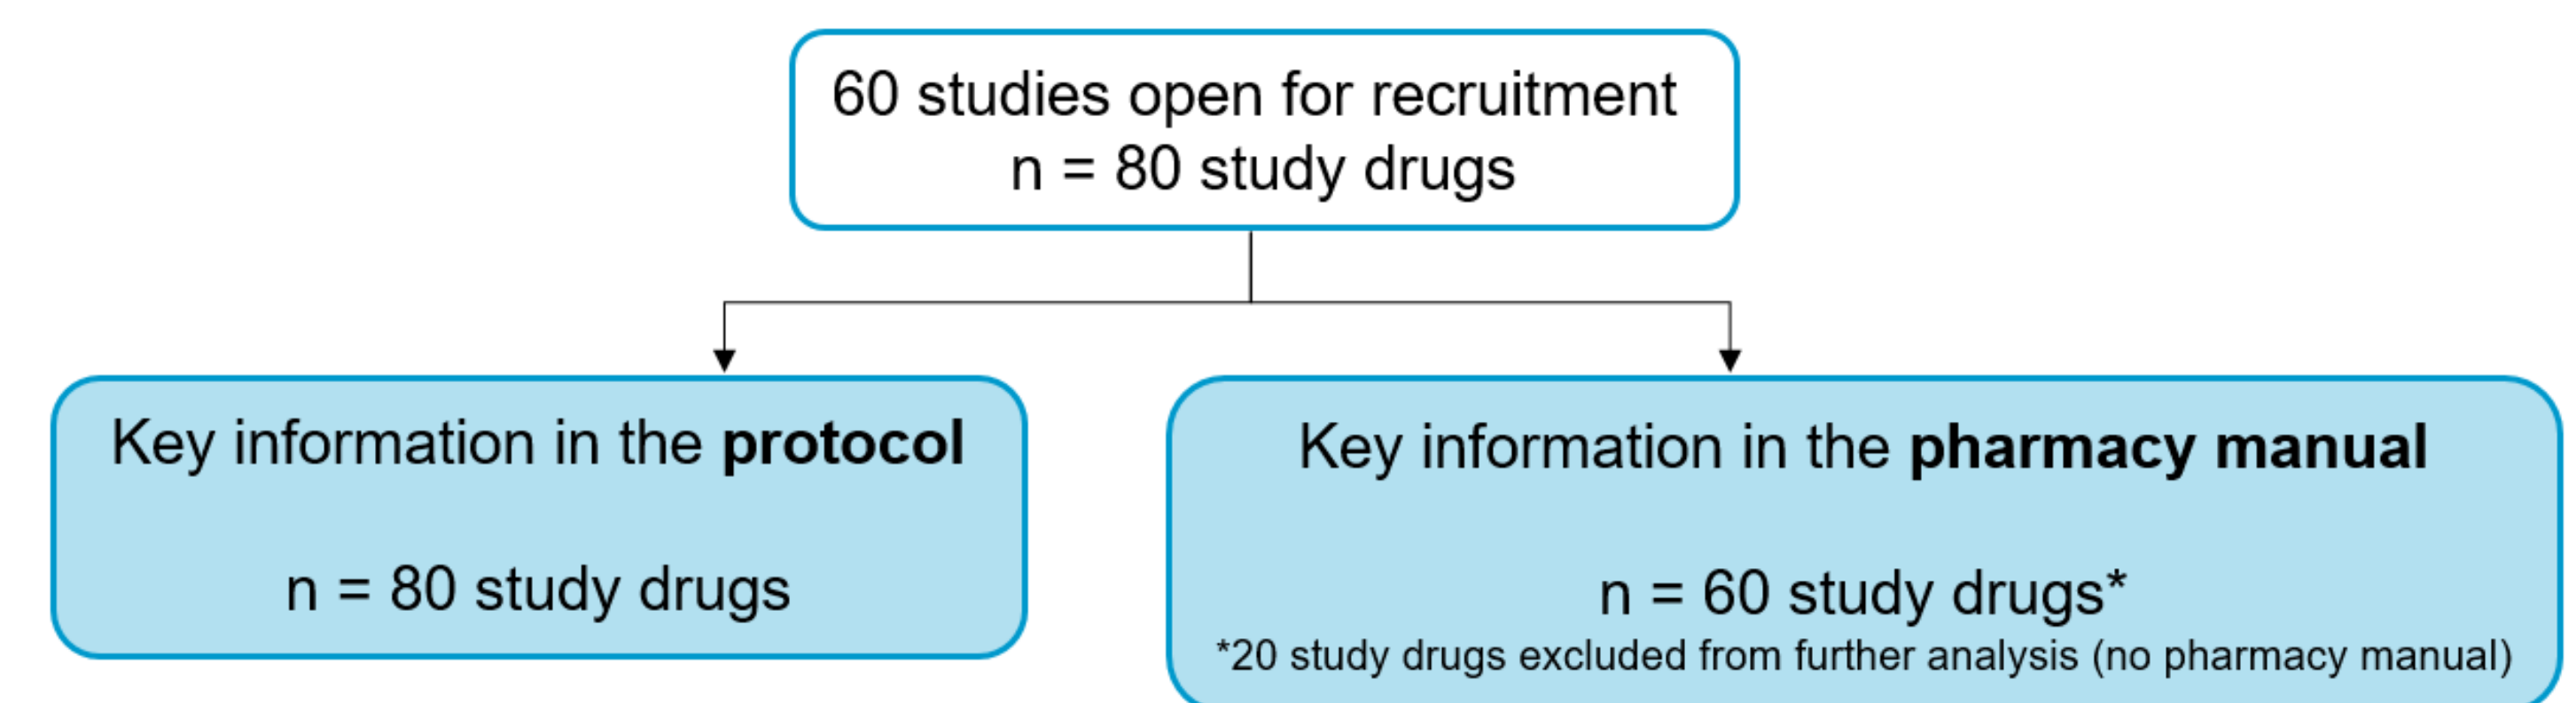 60 studies open for recruitment
n = 80 study drugs
Key information in the protocol
n = 80 study drugs
Key information in the pharmacy manual
n = 60 study drugs*
*20 study drugs excluded from further analysis (no pharmacy manual)